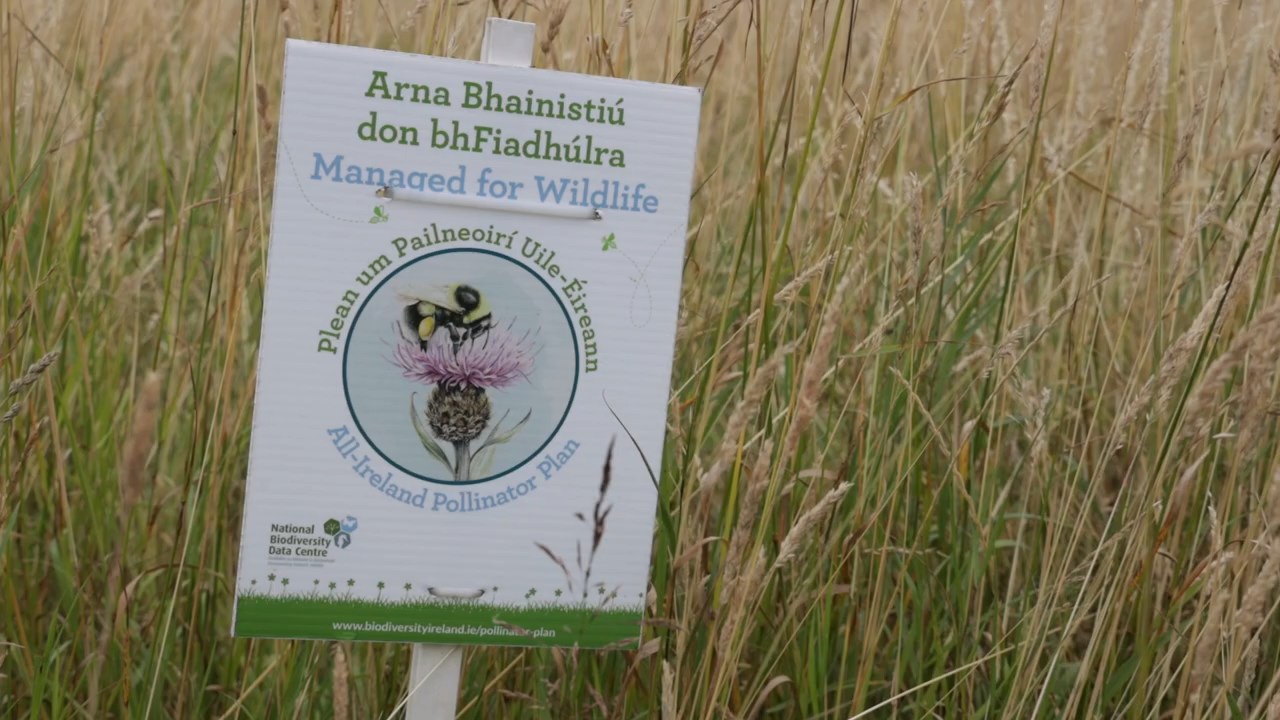 Arna Bhainistiú
don bhFiadhúlra
Managed for Wildlife
Plean um Pailneoirí Uile-Éireann
All-Ireland Pollinator Plan
National
Biodiversity
Data Centre
www.biodiversityireland.ie/pollinator-plan